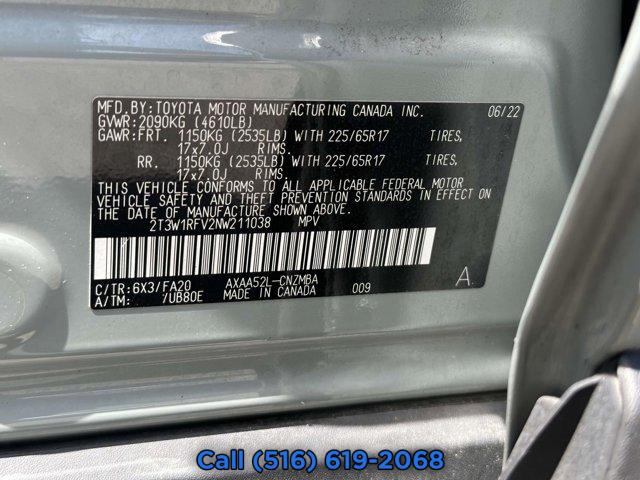 MFD.BY:TOYOTA MOTOR MANUFACTURING CANADA INC. 06/22
GVWR:2090KG (4610LB)
GAWR:FRT. 1150KG (2535LB) WITH 225/65R17 TIRES,
17x7.0J RIMS.
RR. 1150KG (2535LB) WITH 225/65R17 TIRES,
17x7.0J RIMS.
THIS VEHICLE CONFORMS TO ALL APPLICABLE FEDERAL MOTOR
VEHICLE SAFETY AND THEFT PREVENTION STANDARDS IN EFFECT ON
THE DATE OF MANUFACTURE SHOWN ABOVE.
2T3W1RFV2NW211038 MPV
C/TR:6X3/FA20 AXAA52L-CNZMBA 009 A
A/TM: 7UB80E MADE IN CANADA
Call (516) 619-2068